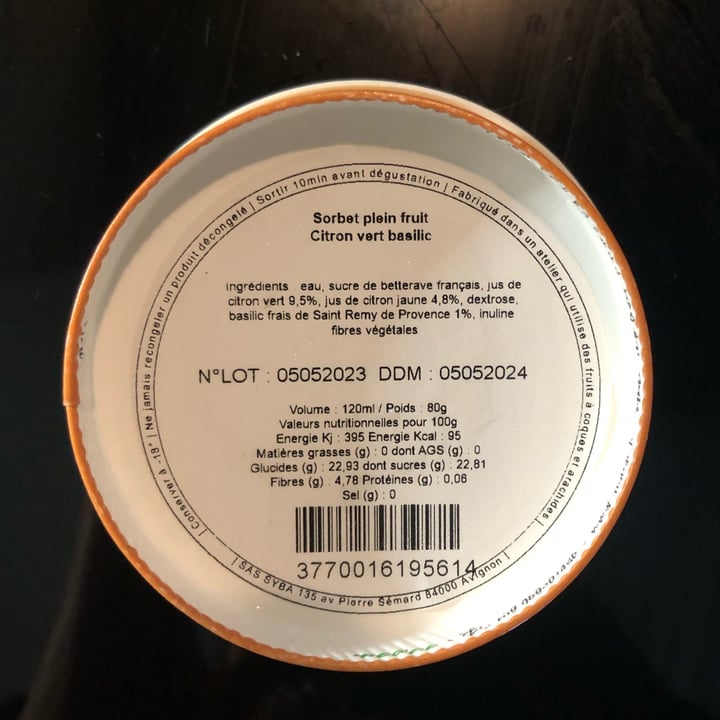 Sorbet plein fruit
Citron vert basilic
Ingrédients eau, sucre de betterave français, jus de
citron vert 9,5%, jus de citron jaune 4,8%, dextrose,
basilic frais de Saint Remy de Provence 1%, inuline
fibres végétales
N°LOT : 05052023 DDM : 05052024
Volume : 120ml / Poids : 80g
Valeurs nutritionnelles pour 100g
Energie Kj : 395 Energie Kcal : 95
Matières grasses (g) : 0 dont AGS (g) : 0
Glucides (g) : 22,93 dont sucres (g) : 22,81
Fibres (g) : 4,78 Protéines (g) : 0,06
Sel (g) : 0
3770016195614
| Conserver à -18° | Ne jamais recongeler un produit décongelé | Sortir 10min avant dégustation | Fabriqué dans un atelier qui utilise des fruits à coques et arachides |
| SAS SYBA 135 av Pierre Sémard 84000 Avignon |